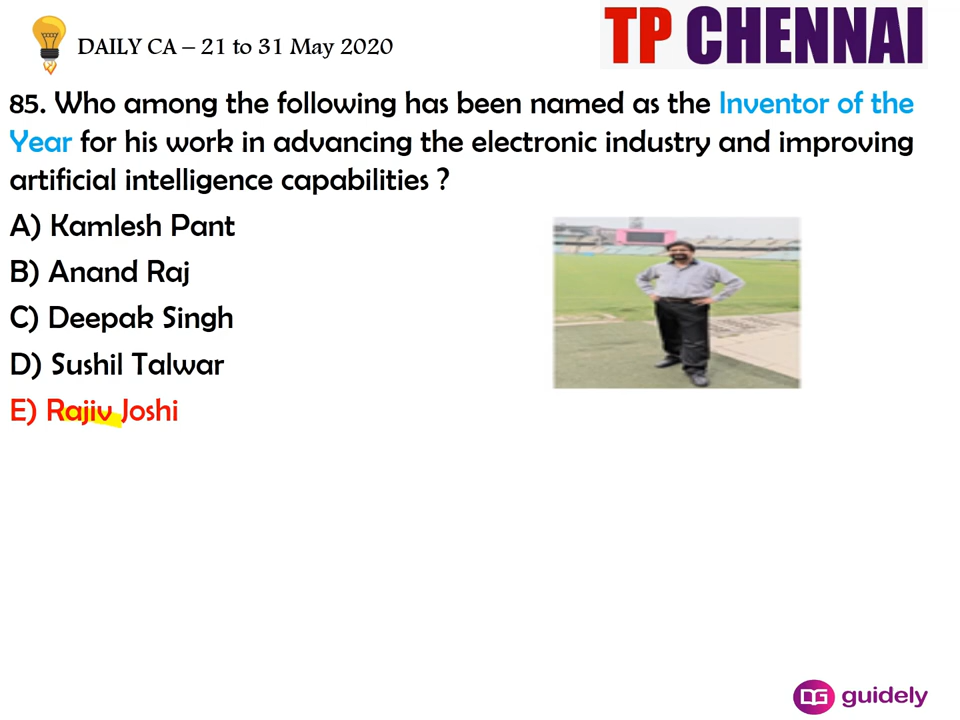 DAILY CA – 21 to 31 May 2020
TP CHENNAI
85. Who among the following has been named as the Inventor of the
Year for his work in advancing the electronic industry and improving
artificial intelligence capabilities ?
A) Kamlesh Pant
B) Anand Raj
C) Deepak Singh
D) Sushil Talwar
E) Rajiv Joshi
DG guidely